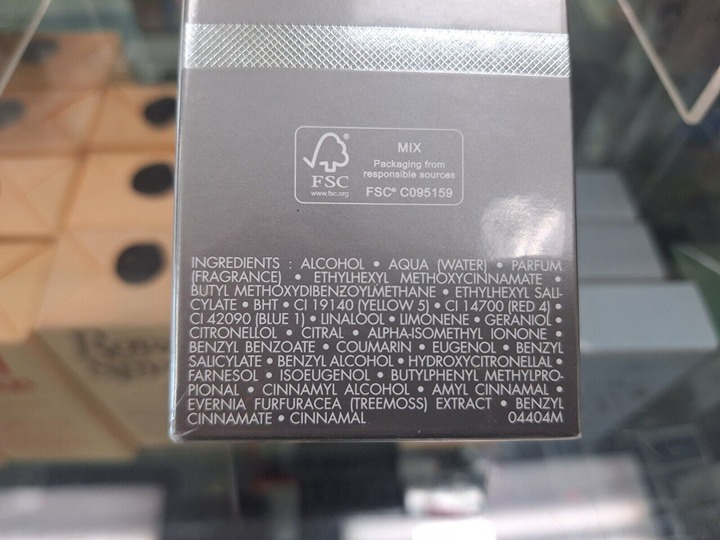 FSC®
www.fsc.org
MIX
Packaging from
responsible sources
FSC® C095159
INGREDIENTS : ALCOHOL • AQUA (WATER) • PARFUM
(FRAGRANCE) • ETHYLHEXYL METHOXYCINNAMATE •
BUTYL METHOXYDIBENZOYLMETHANE • ETHYLHEXYL SALI-
CYLATE • BHT • CI 19140 (YELLOW 5) • CI 14700 (RED 4) •
CI 42090 (BLUE 1) • LINALOOL • LIMONENE • GERANIOL
CITRONELLOL • CITRAL • ALPHA-ISOMETHYL IONONE •
BENZYL BENZOATE • COUMARIN • EUGENOL • BENZYL
SALICYLATE • BENZYL ALCOHOL • HYDROXYCITRONELLAL •
FARNESOL • ISOEUGENOL • BUTYLPHENYL METHYLPRO-
PIONAL • CINNAMYL ALCOHOL • AMYL CINNAMAL •
EVERNIA FURFURACEA (TREEMOSS) EXTRACT • BENZYL
CINNAMATE • CINNAMAL 04404M